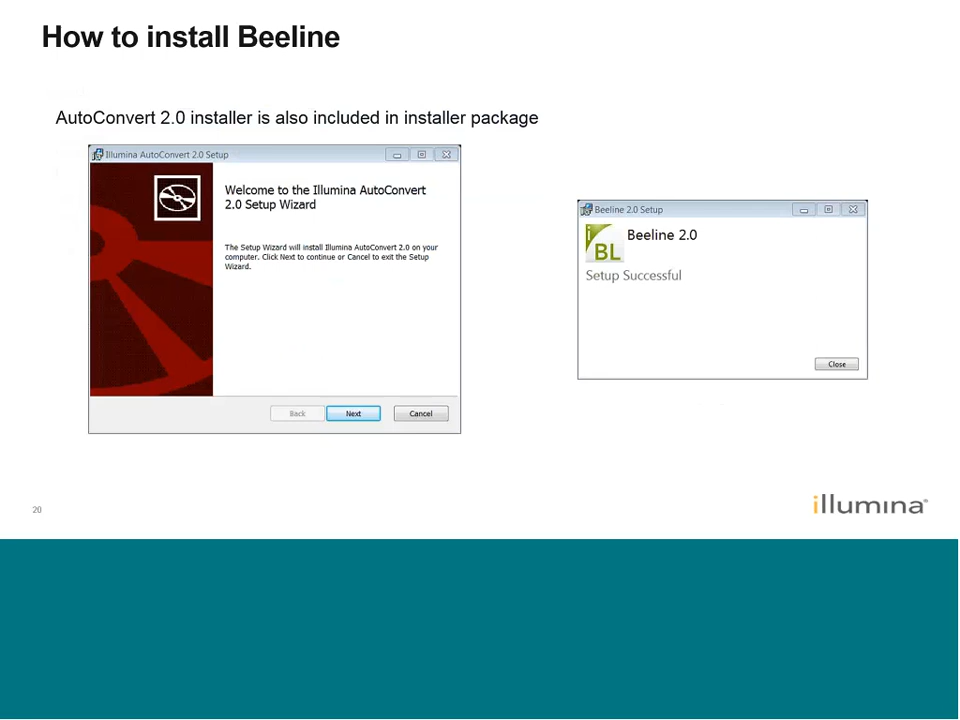 How to install Beeline
AutoConvert 2.0 installer is also included in installer package
Illumina AutoConvert 2.0 Setup
Welcome to the Illumina AutoConvert
2.0 Setup Wizard
The Setup Wizard will install Illumina AutoConvert 2.0 on your
computer. Click Next to continue or Cancel to exit the Setup
Wizard.
Back
Next
Cancel
Beeline 2.0 Setup
i
BL
Beeline 2.0
Setup Successful
Close
20
illumina®